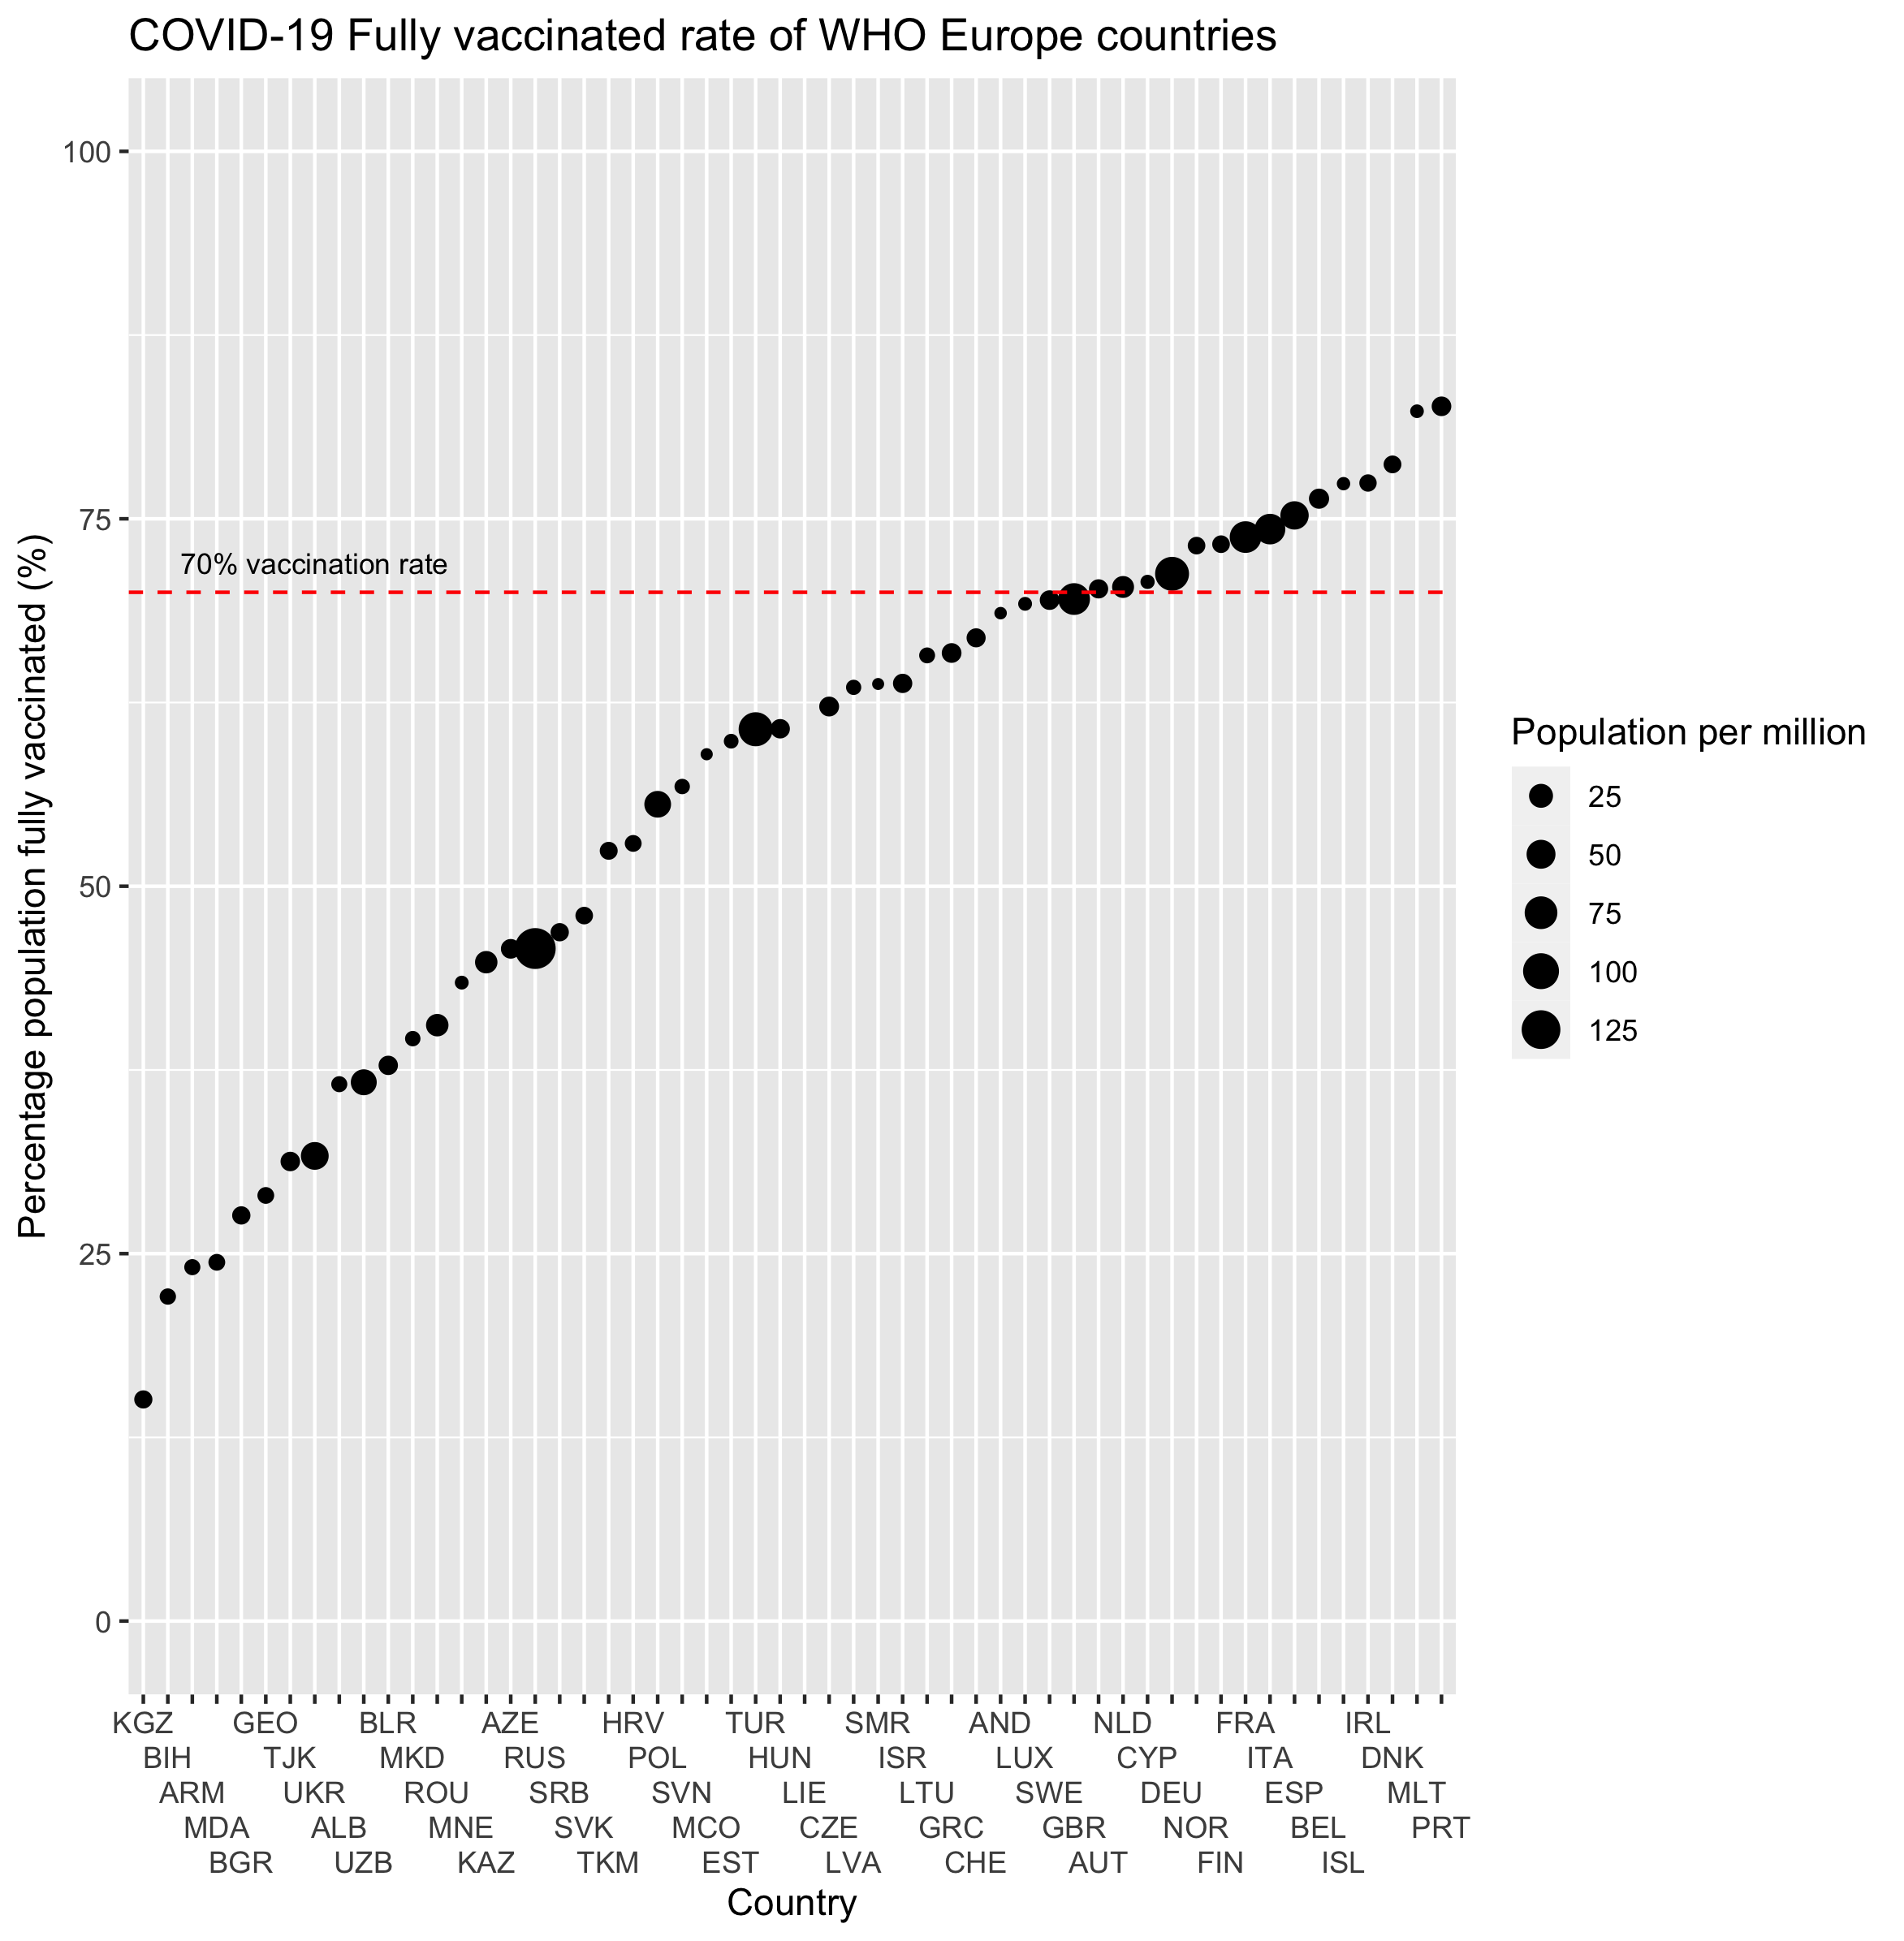 COVID-19 Fully vaccinated rate of WHO Europe countries
Percentage population fully vaccinated (%)
100
75
50
25
0
70% vaccination rate
KGZ GEO BLR AZE HRV TUR SMR AND NLD FRA IRL
BIH TJK MKD RUS POL HUN ISR LUX CYP ITA DNK
ARM UKR ROU SRB SVN LIE LTU SWE DEU ESP MLT
MDA ALB MNE SVK MCO CZE GRC GBR NOR BEL PRT
BGR UZB KAZ TKM EST LVA CHE AUT FIN ISL
Country
Population per million
25
50
75
100
125